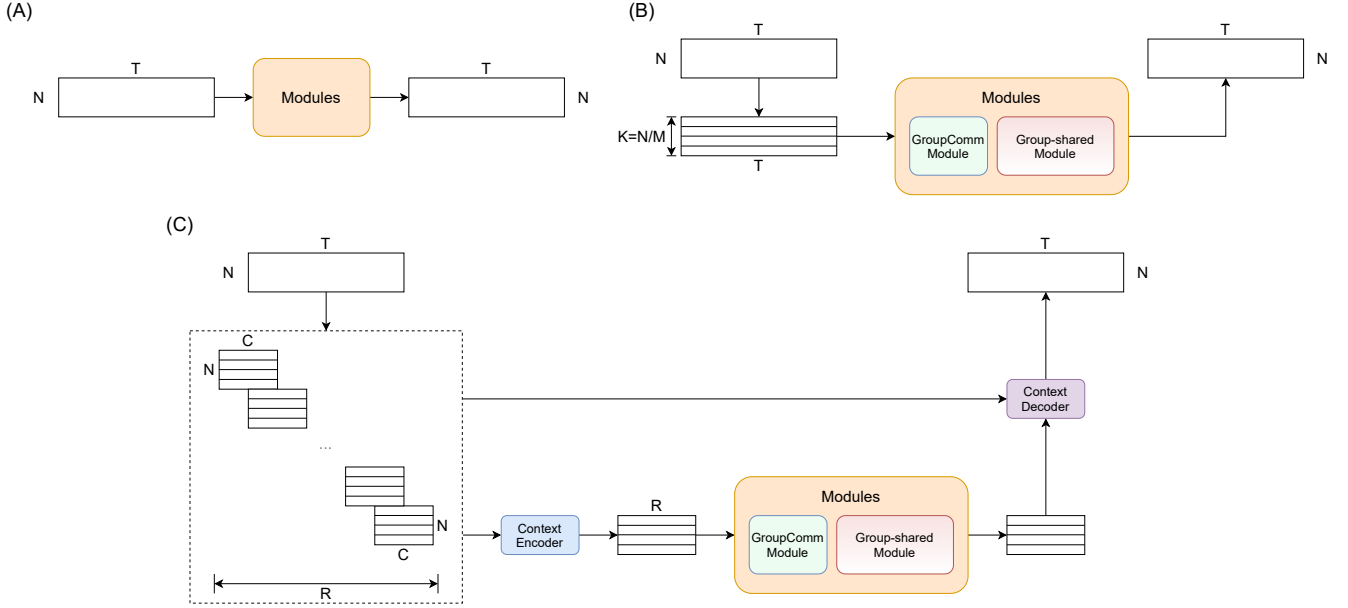 (A)
T
N
Modules
T
N
(B)
T
N
K=N/M
T
Modules
GroupComm
Module
Group-shared
Module
T
N
(C)
T
N
C
N
...
N
C
R
Context
Encoder
R
Modules
GroupComm
Module
Group-shared
Module
Context
Decoder
T
N